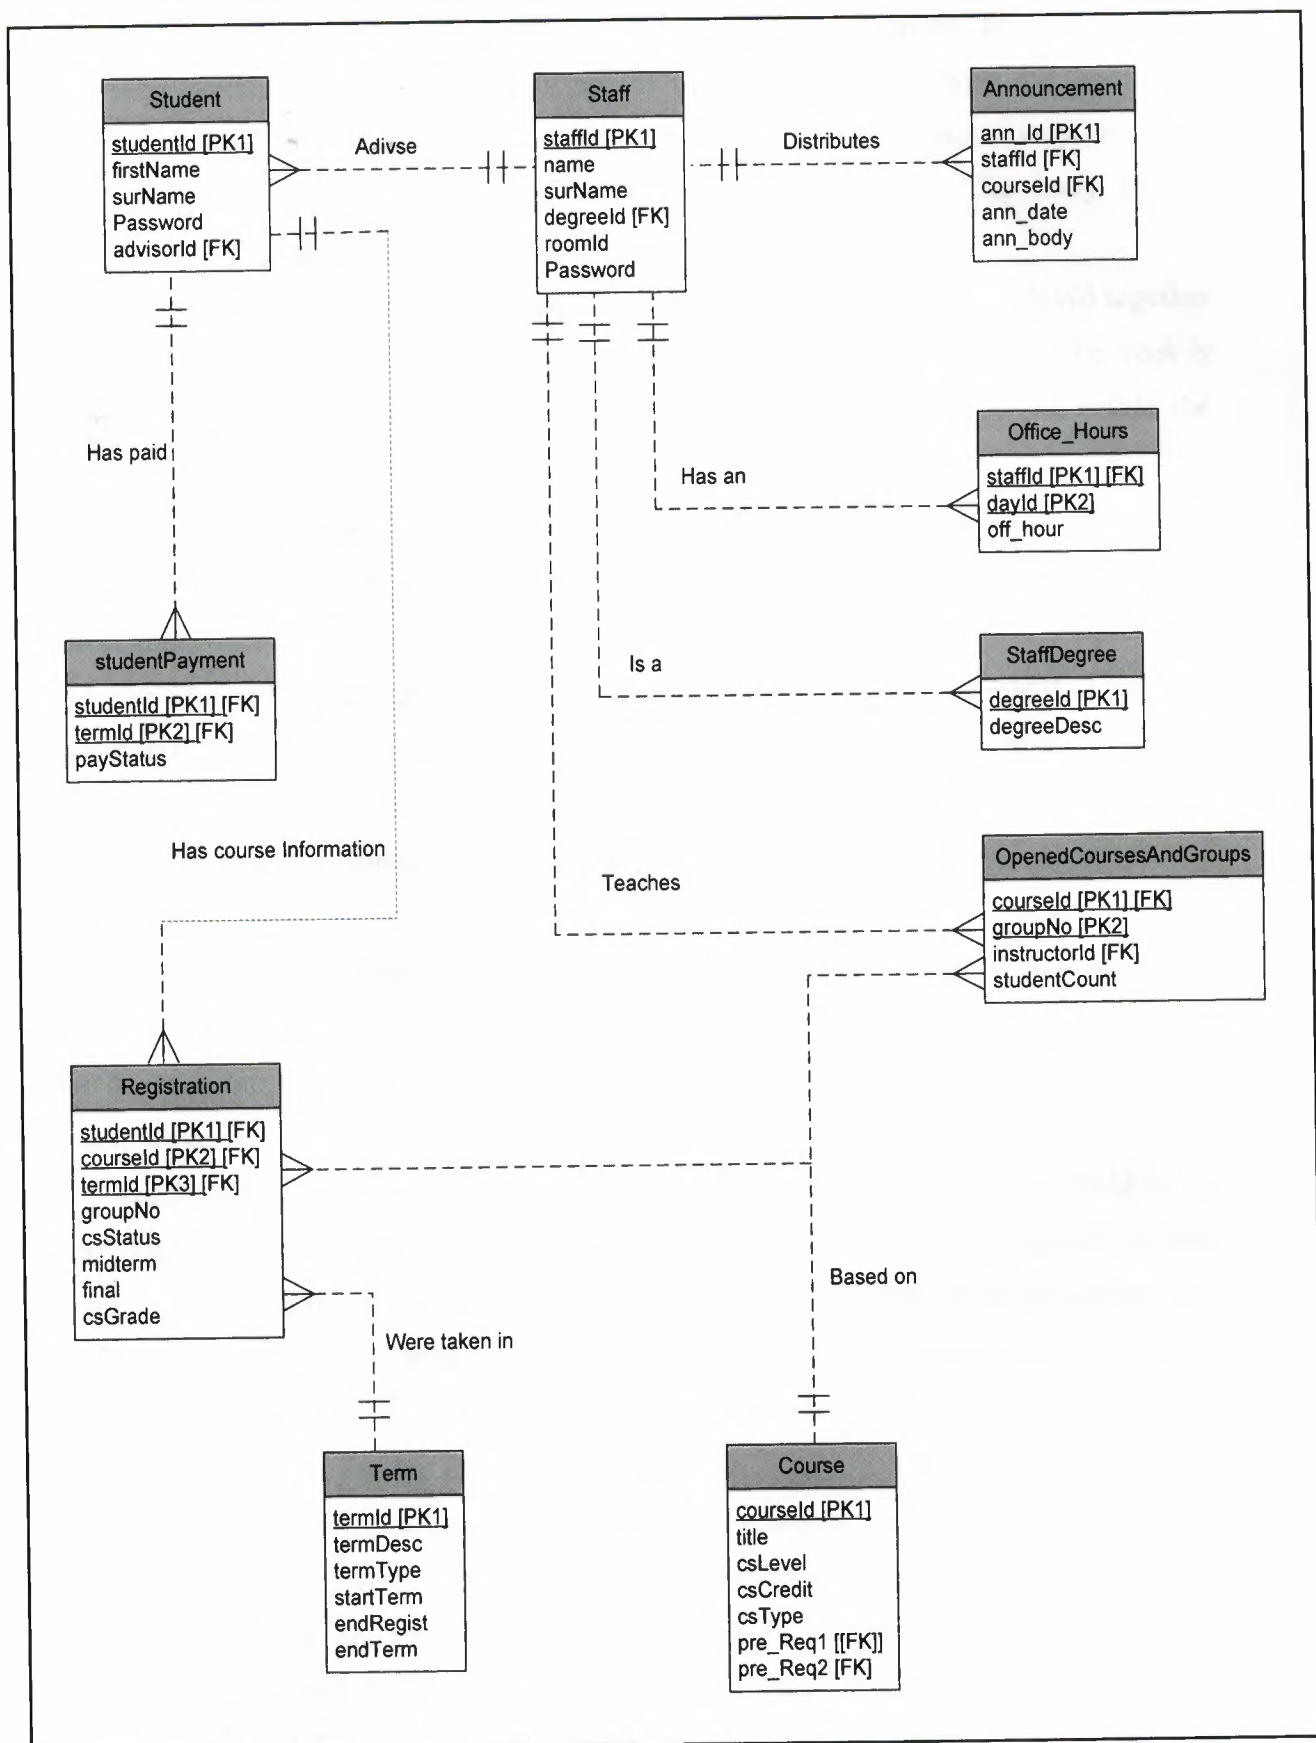 Student
studentId [PK1]
firstName
surName
Password
advisorId [FK]
Adivse
Staff
staffId [PK1]
name
surName
degreeId [FK]
roomId
Password
Distributes
Announcement
ann_Id [PK1]
staffId [FK]
courseId [FK]
ann_date
ann_body
Has paid
Has an
Office_Hours
staffId [PK1] [FK]
dayId [PK2]
off_hour
studentPayment
studentId [PK1] [FK]
termId [PK2] [FK]
payStatus
Is a
StaffDegree
degreeId [PK1]
degreeDesc
Has course Information
Teaches
OpenedCoursesAndGroups
courseId [PK1] [FK]
groupNo [PK2]
instructorId [FK]
studentCount
Registration
studentId [PK1] [FK]
courseId [PK2] [FK]
termId [PK3] [FK]
groupNo
csStatus
midterm
final
csGrade
Based on
Were taken in
Term
termId [PK1]
termDesc
termType
startTerm
endRegist
endTerm
Course
courseId [PK1]
title
csLevel
csCredit
csType
pre_Req1 [[FK]]
pre_Req2 [FK]